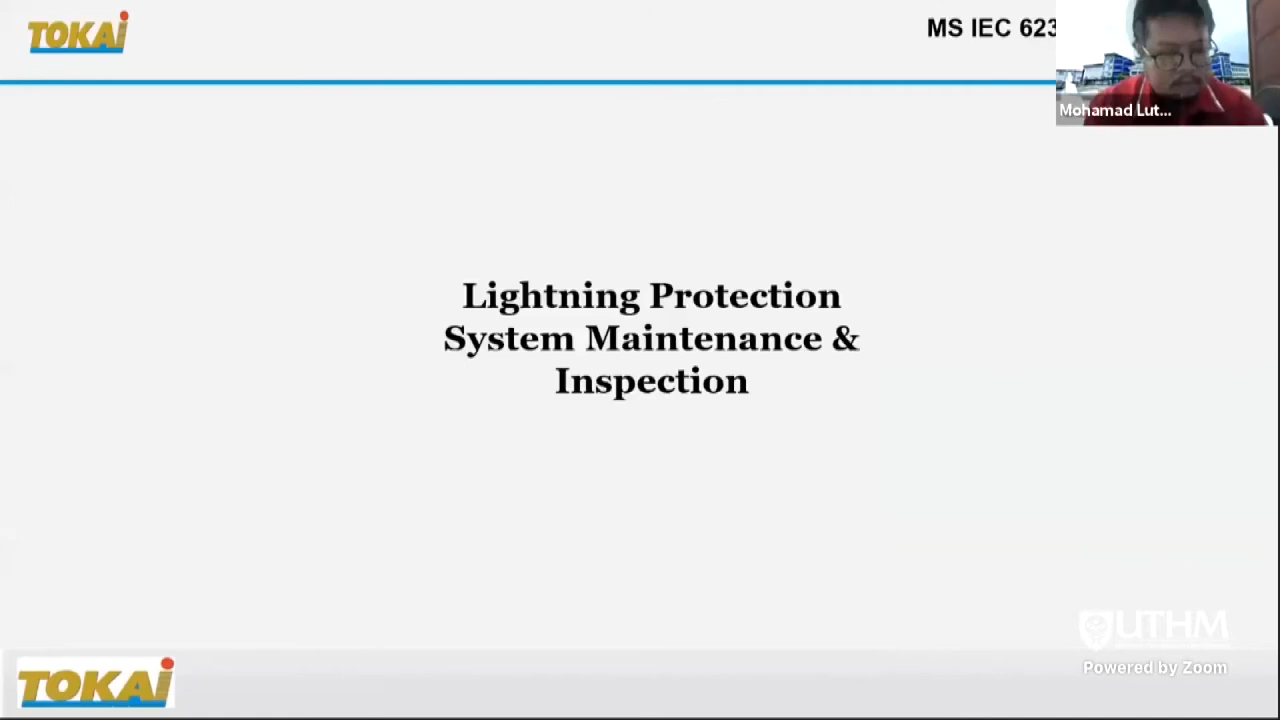 TOKAi
MS IEC 623
Mohamad Lut...
Lightning Protection
System Maintenance &
Inspection
UTHM
Powered by Zoom
TOKAi